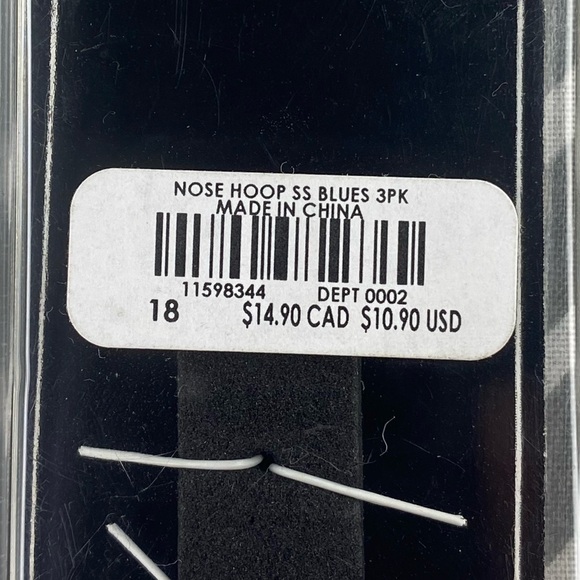 NOSE HOOP SS BLUES 3PK
MADE IN CHINA
11598344 DEPT 0002
18 $14.90 CAD $10.90 USD